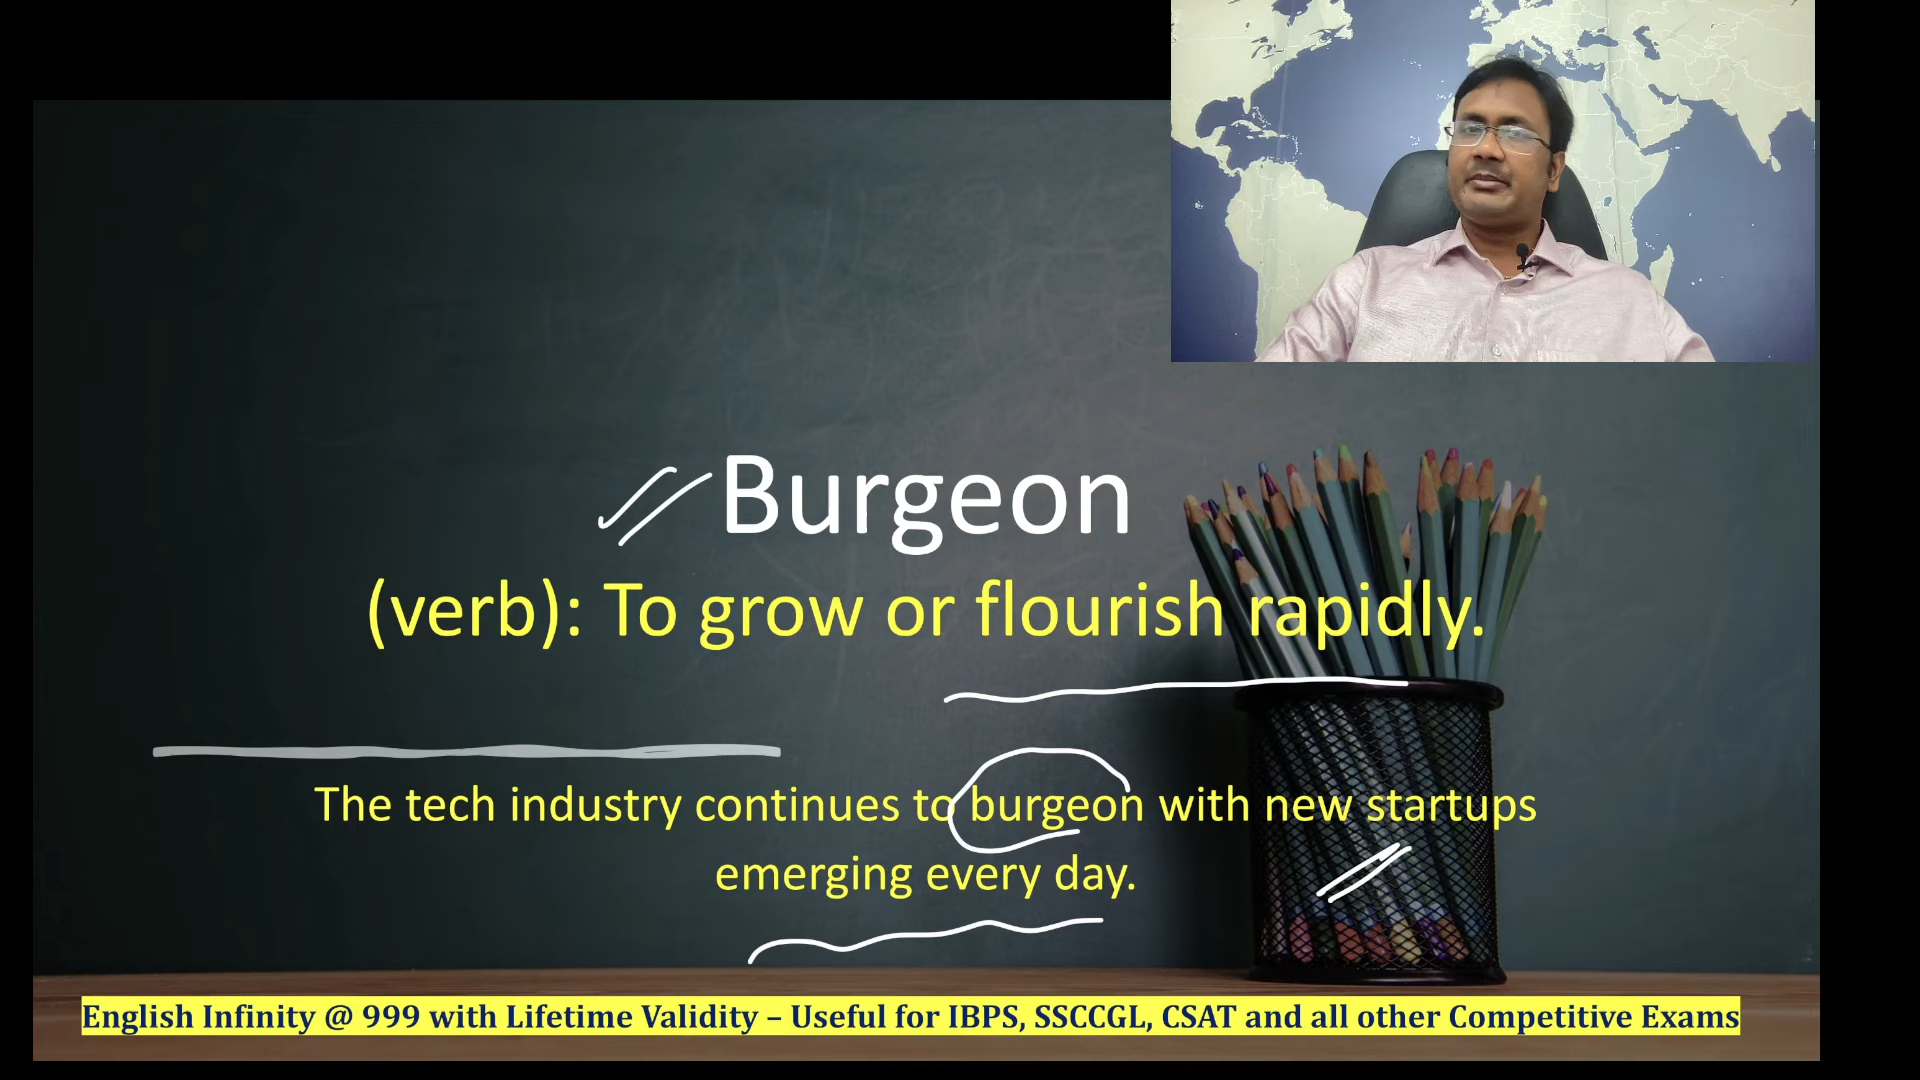 Burgeon
(verb): To grow or flourish rapidly.
The tech industry continues to burgeon with new startups
emerging every day.
English Infinity @ 999 with Lifetime Validity – Useful for IBPS, SSCCGL, CSAT and all other Competitive Exams